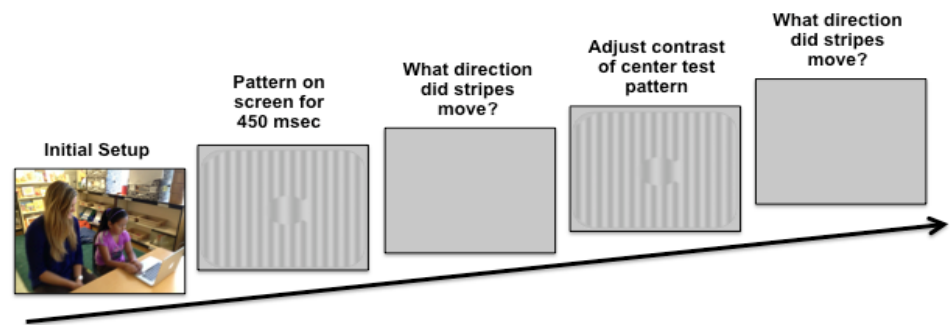 Initial Setup
Pattern on
screen for
450 msec
What direction
did stripes
move?
Adjust contrast
of center test
pattern
What direction
did stripes
move?